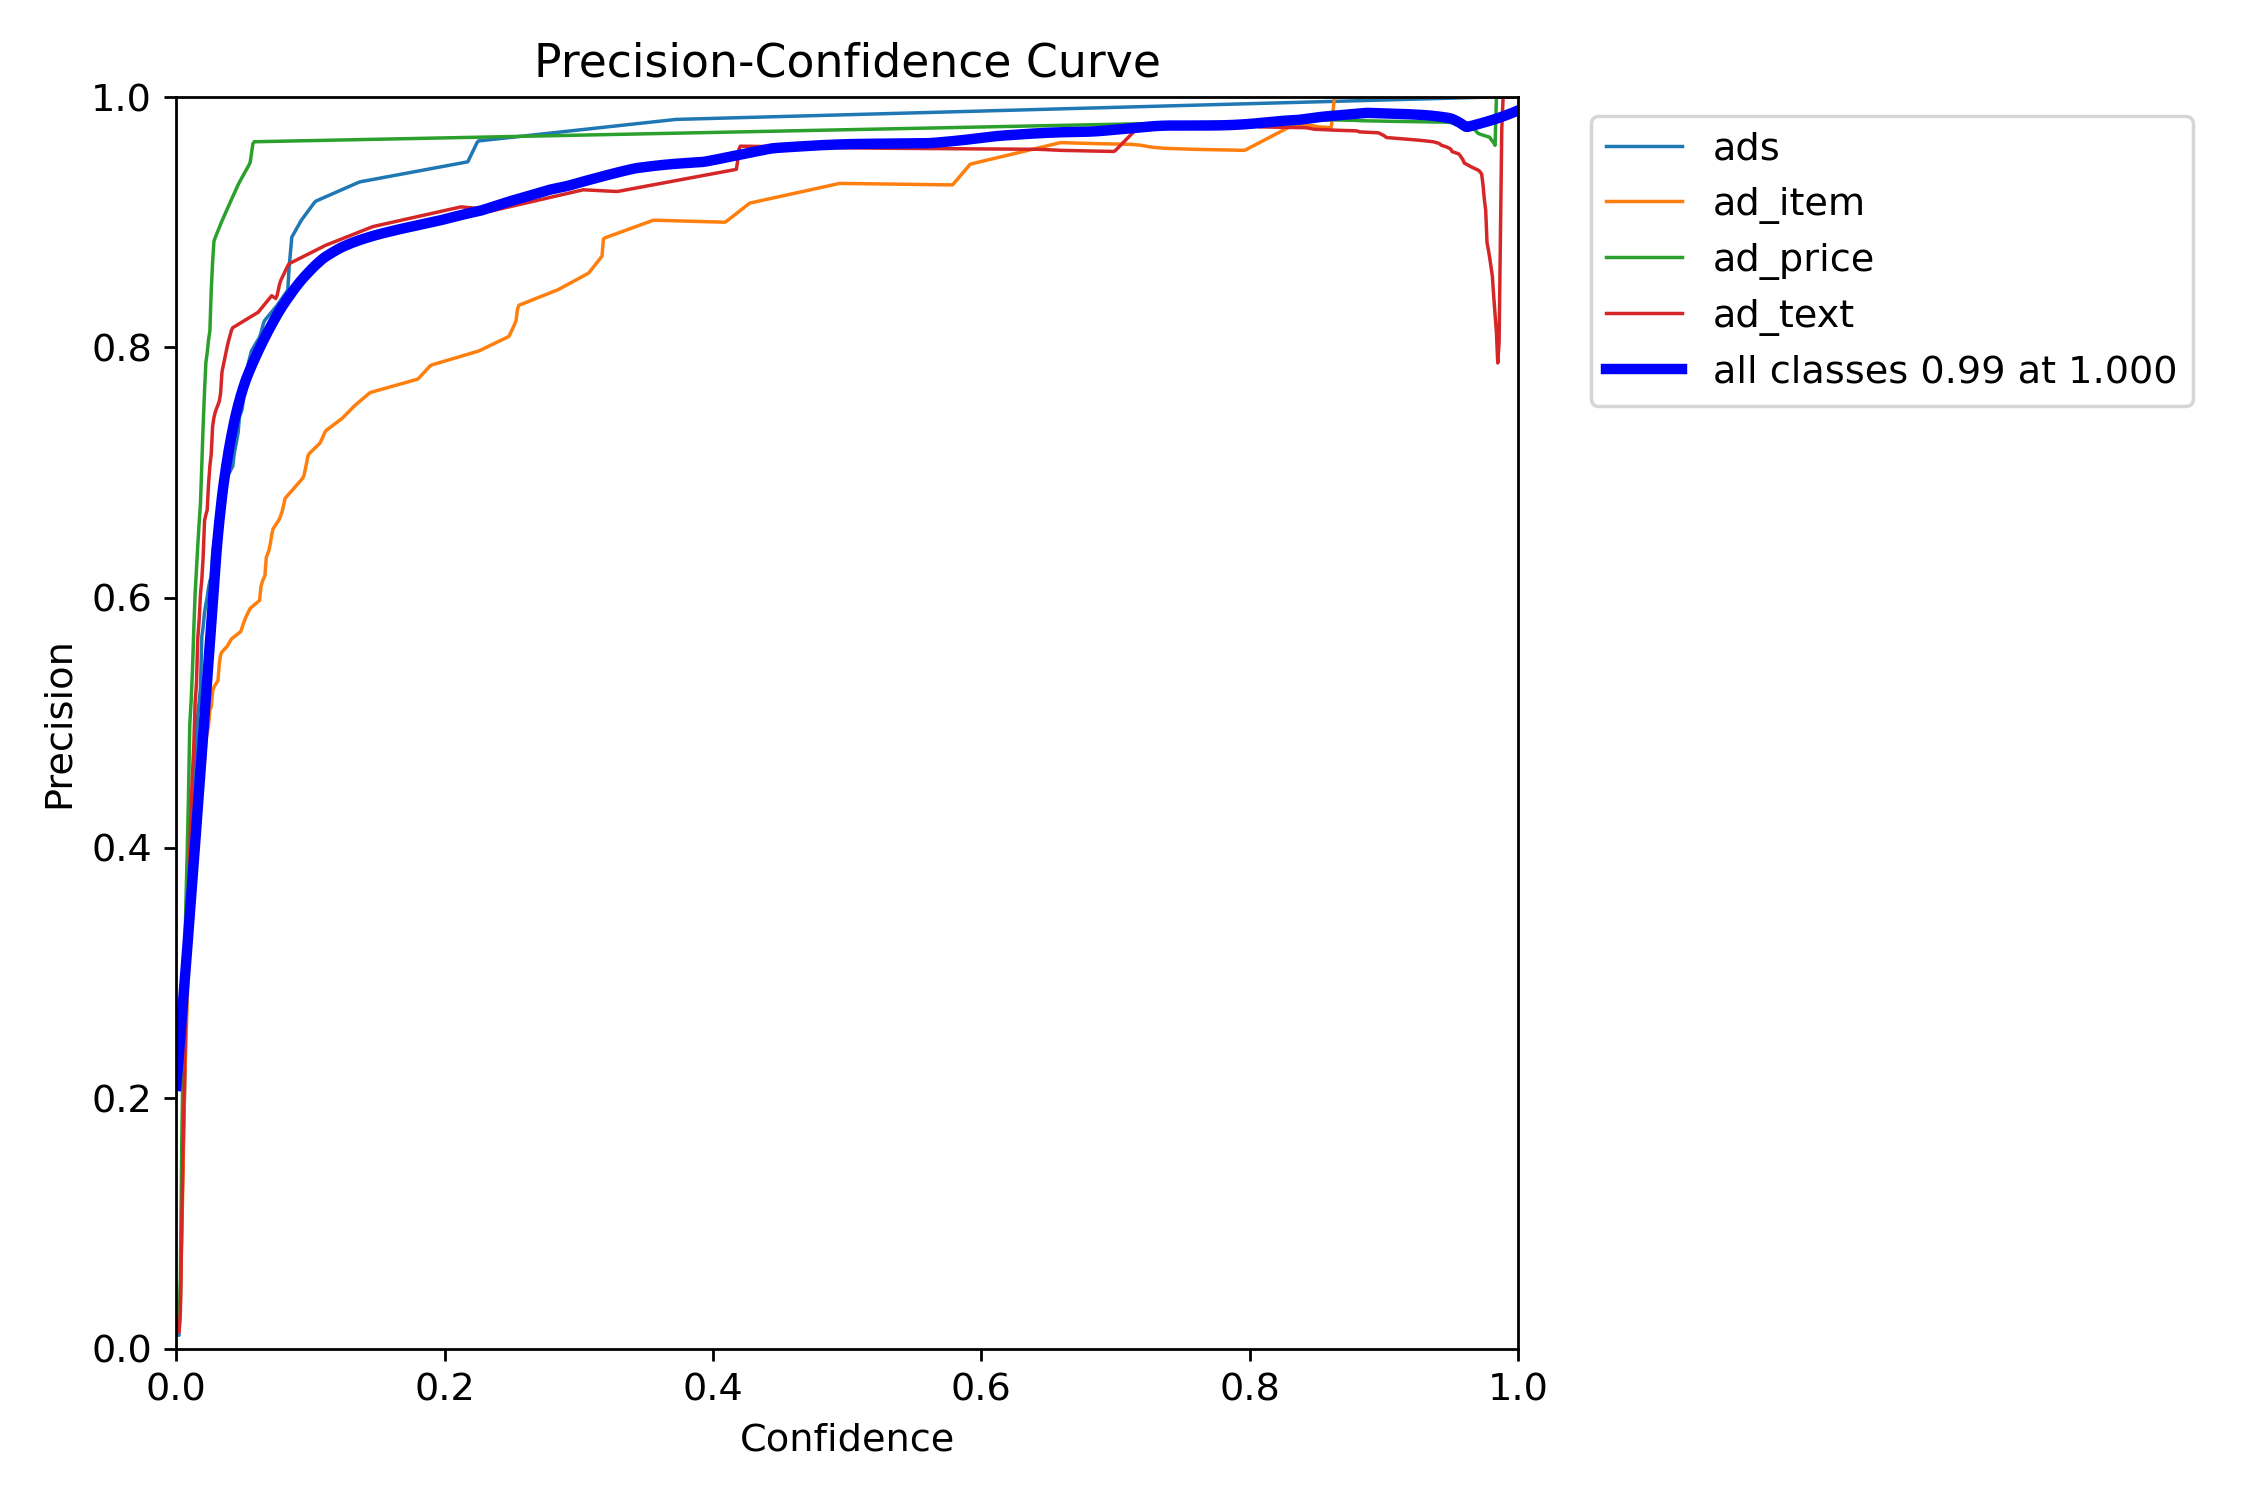 Precision-Confidence Curve
1.0
0.8
0.6
0.4
0.2
0.0
Precision
0.0 0.2 0.4 0.6 0.8 1.0
Confidence
ads
ad_item
ad_price
ad_text
all classes 0.99 at 1.000